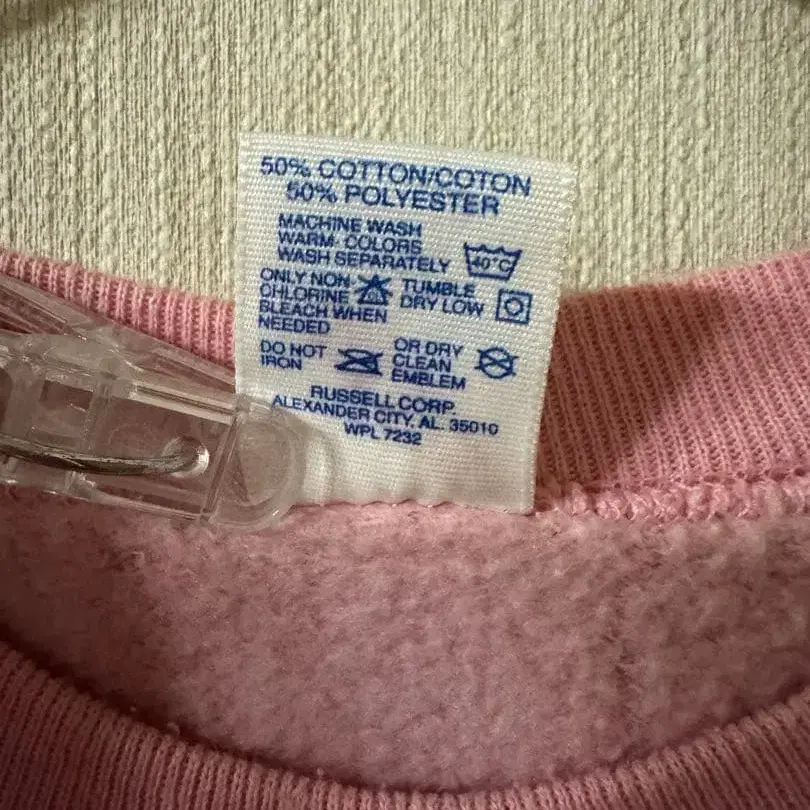 50% COTTON/COTON
50% POLYESTER
MACHINE WASH
WARM- COLORS
WASH SEPARATELY 40°C
ONLY NON
CHLORINE
BLEACH WHEN
NEEDED
CL
TUMBLE
DRY LOW
DO NOT
IRON
OR DRY
CLEAN
EMBLEM
RUSSELL CORP.
ALEXANDER CITY, AL. 35010
WPL 7232